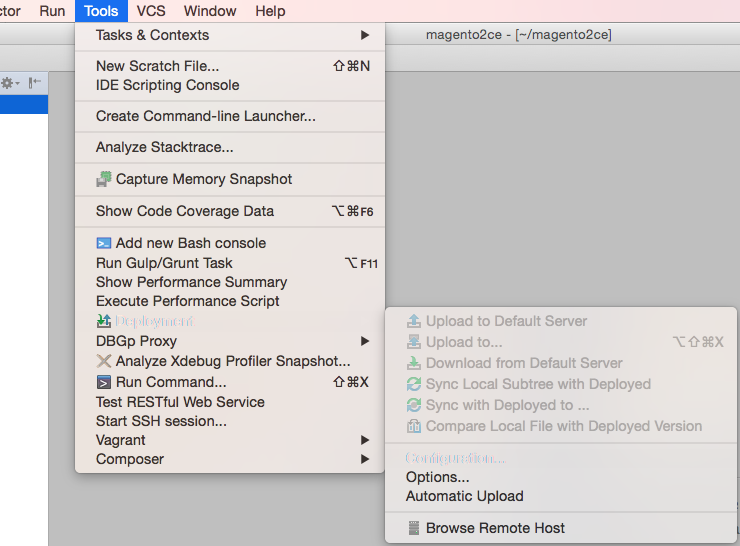 ctor Run Tools VCS Window Help
magento2ce - [~/magento2ce]
Tasks & Contexts ▶
New Scratch File... ⇧⌘N
IDE Scripting Console
Create Command-line Launcher...
Analyze Stacktrace...
Capture Memory Snapshot
Show Code Coverage Data ⌥⌘F6
Add new Bash console
Run Gulp/Grunt Task ⌥F11
Show Performance Summary
Execute Performance Script
Deployment
DBGp Proxy ▶
Analyze Xdebug Profiler Snapshot...
Run Command... ⇧⌘X
Test RESTful Web Service
Start SSH session...
Vagrant ▶
Composer ▶
Upload to Default Server
Upload to... ⌥⇧⌘X
Download from Default Server
Sync Local Subtree with Deployed
Sync with Deployed to ...
Compare Local File with Deployed Version
Configuration...
Options...
Automatic Upload
Browse Remote Host